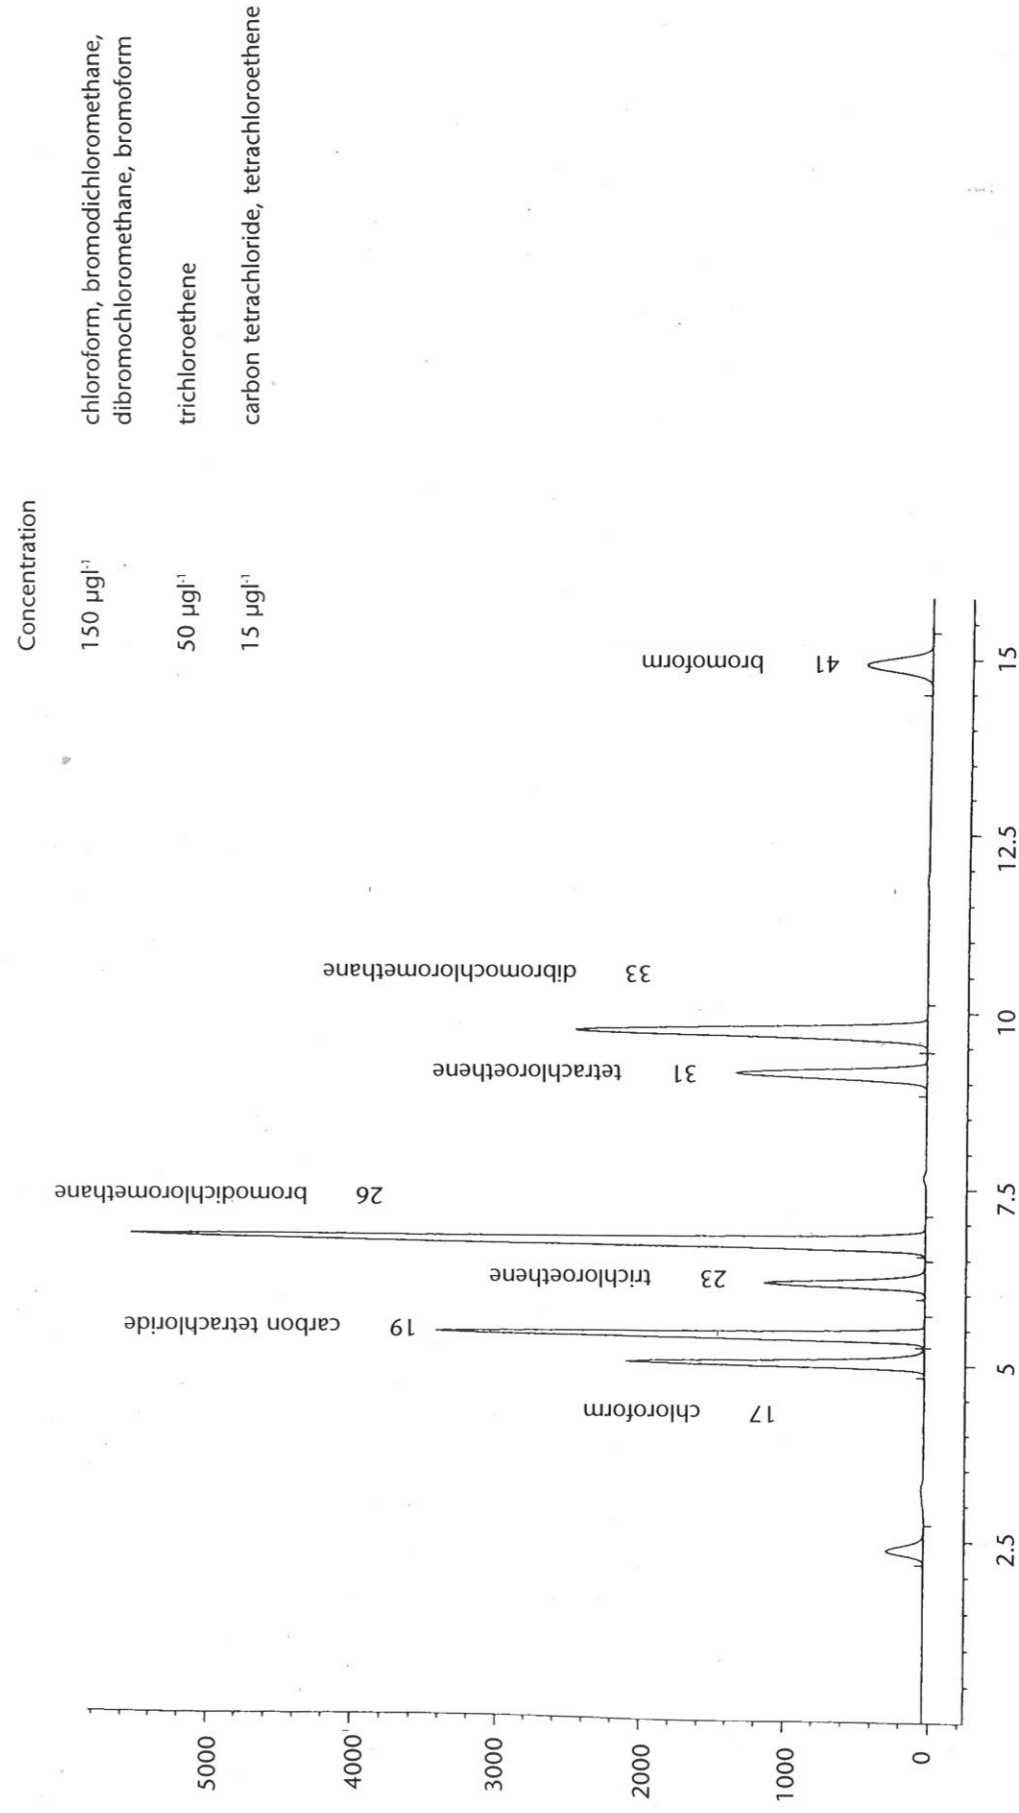 Concentration
150 µgl-1 chloroform, bromodichloromethane,
dibromochloromethane, bromoform
50 µgl-1 trichloroethene
15 µgl-1 carbon tetrachloride, tetrachloroethene
bromodichloromethane
26
carbon tetrachloride
19
dibromochloromethane
33
tetrachloroethene
31
trichloroethene
23
chloroform
17
bromoform
41
5000
4000
3000
2000
1000
0
2.5
5
7.5
10
12.5
15